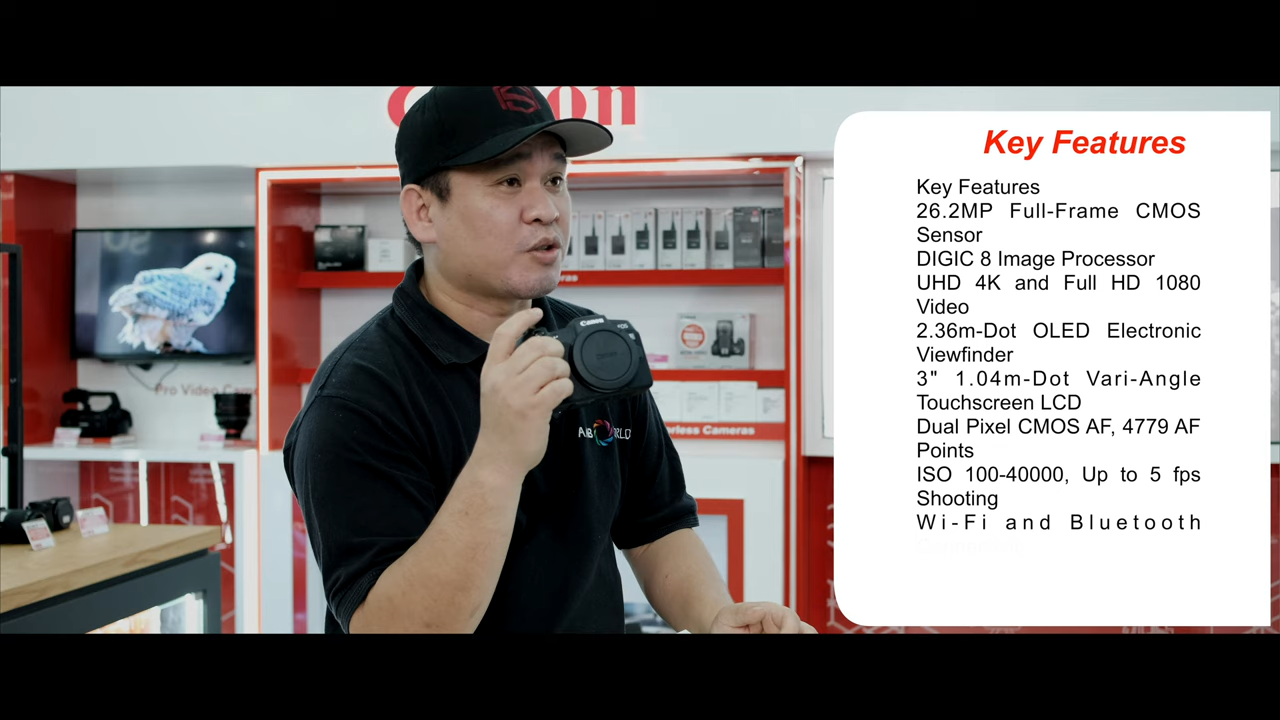 Key Features
Key Features
26.2MP Full-Frame CMOS
Sensor
DIGIC 8 Image Processor
UHD 4K and Full HD 1080
Video
2.36m-Dot OLED Electronic
Viewfinder
3" 1.04m-Dot Vari-Angle
Touchscreen LCD
Dual Pixel CMOS AF, 4779 AF
Points
ISO 100-40000, Up to 5 fps
Shooting
Wi-Fi and Bluetooth
Canon
Pro Video
Cameras